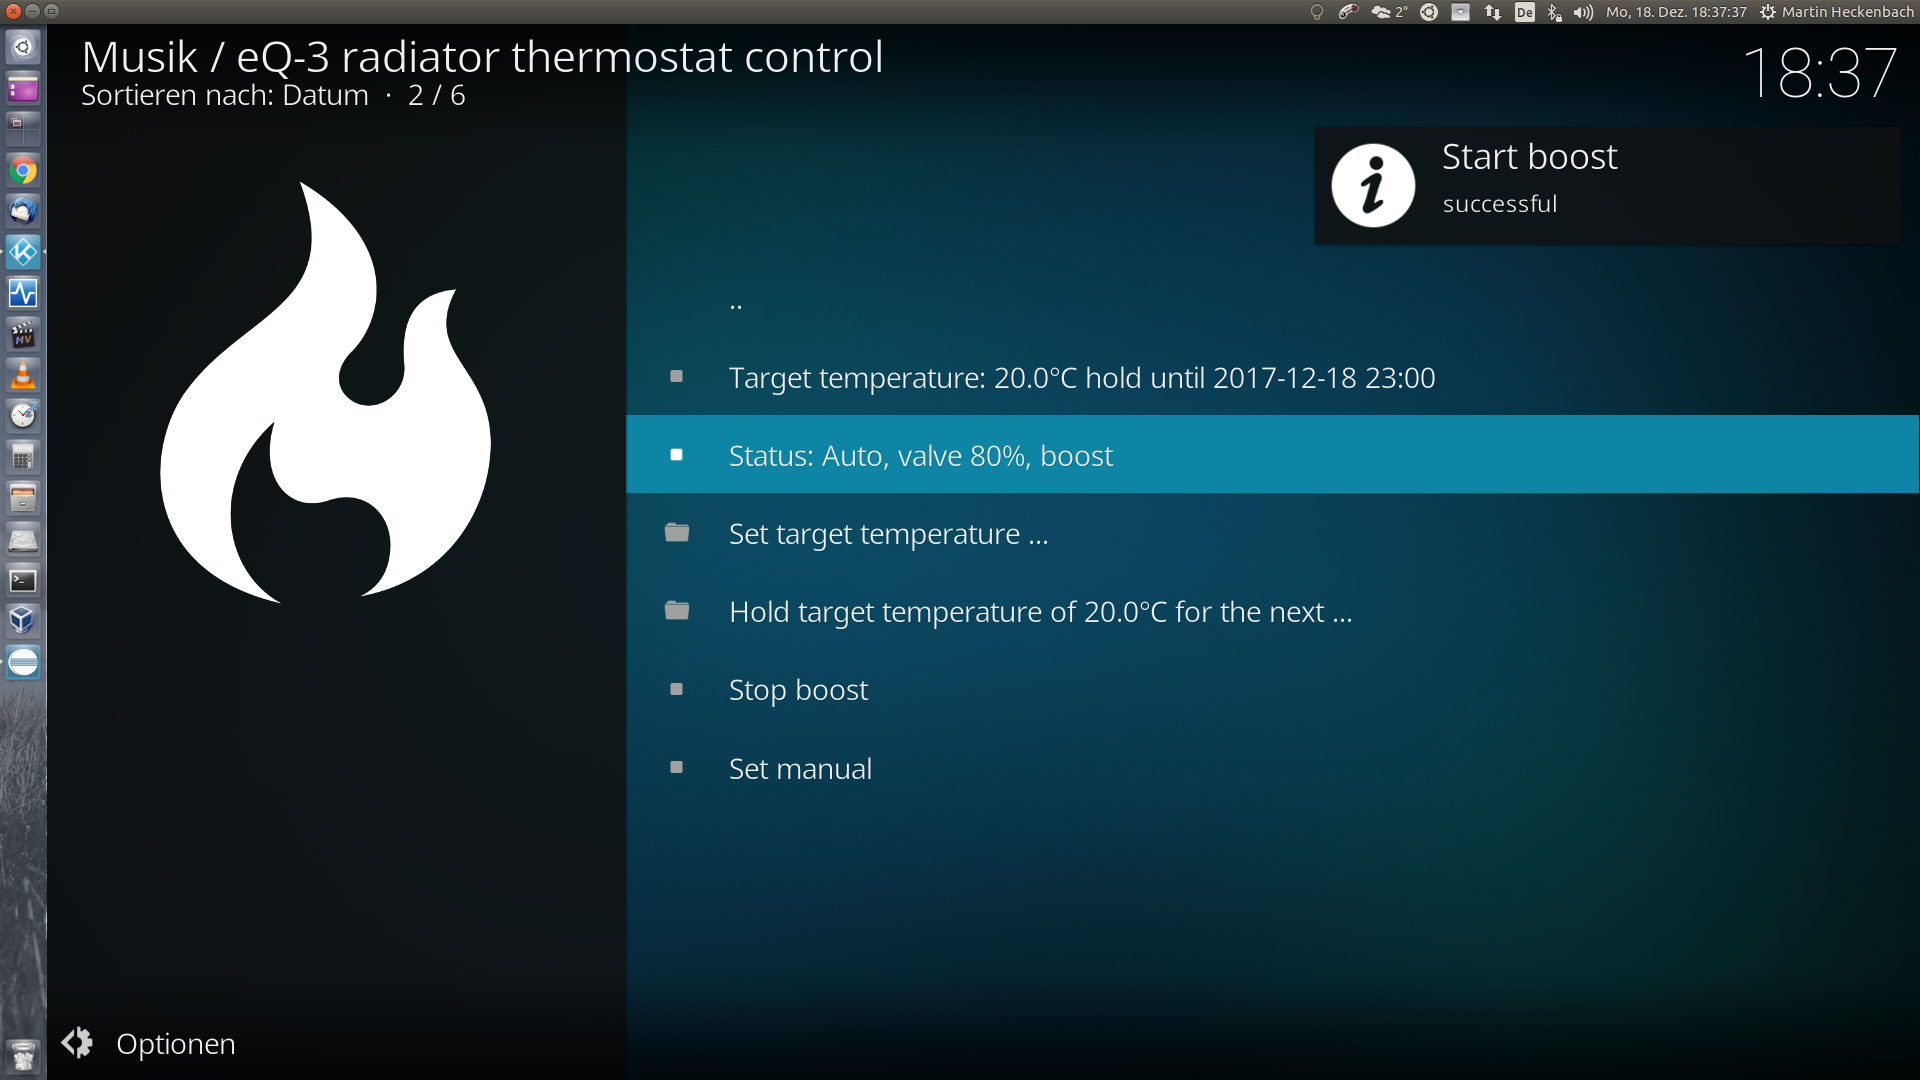 2° De Mo, 18. Dez. 18:37:37 Martin Heckenbach
Musik / eQ-3 radiator thermostat control
Sortieren nach: Datum · 2 / 6
18:37
Start boost
successful
..
Target temperature: 20.0°C hold until 2017-12-18 23:00
Status: Auto, valve 80%, boost
Set target temperature ...
Hold target temperature of 20.0°C for the next ...
Stop boost
Set manual
MV
Optionen